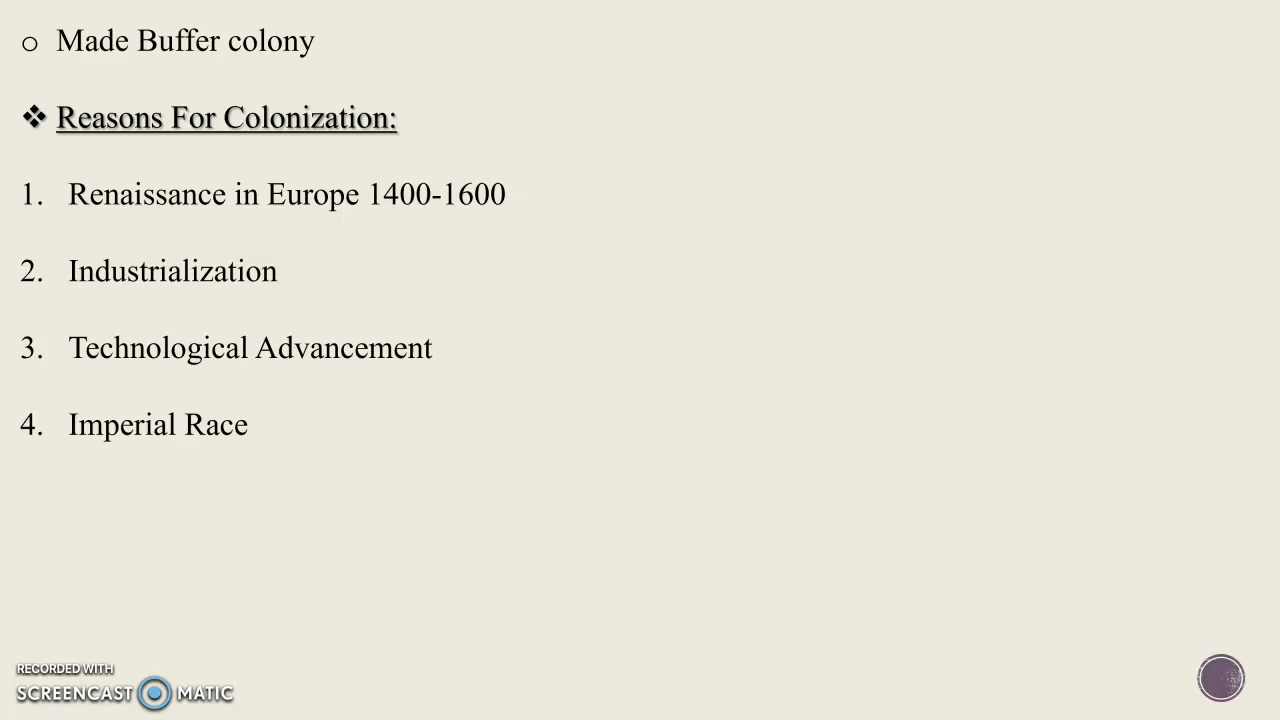 o Made Buffer colony
❖ Reasons For Colonization:
1. Renaissance in Europe 1400-1600
2. Industrialization
3. Technological Advancement
4. Imperial Race
RECORDED WITH
SCREENCAST MATIC